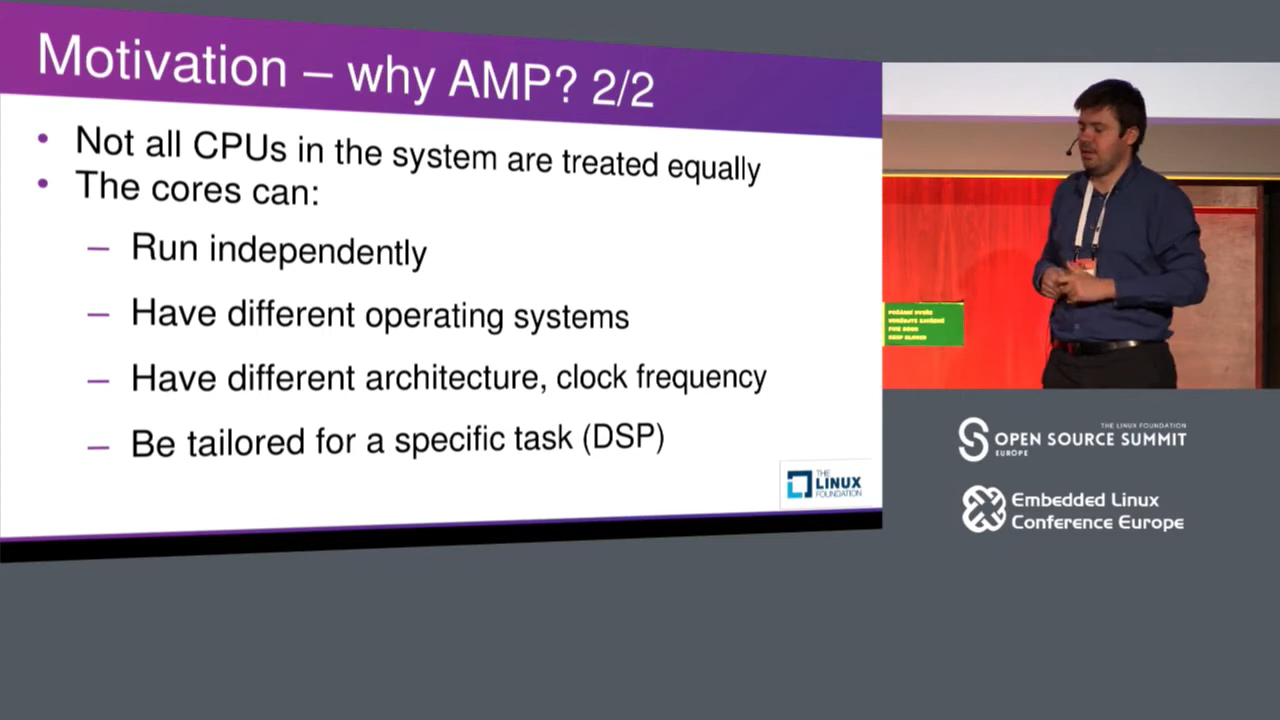 Motivation – why AMP? 2/2
• Not all CPUs in the system are treated equally
• The cores can:
– Run independently
– Have different operating systems
– Have different architecture, clock frequency
– Be tailored for a specific task (DSP)
THE
LINUX
FOUNDATION
THE LINUX FOUNDATION
OPEN SOURCE SUMMIT
EUROPE
Embedded Linux
Conference Europe